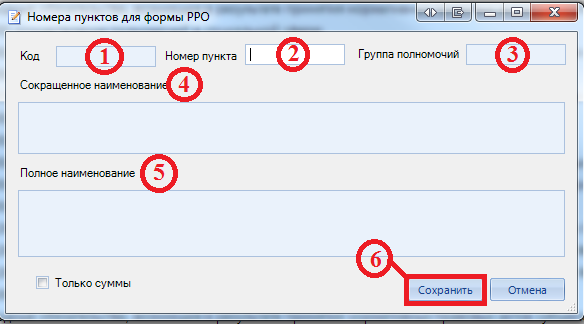 Номера пунктов для формы РРО
Код 1 Номер пункта 2 Группа полномочий 3
Сокращенное наименование 4
Полное наименование 5
6
Только суммы Сохранить Отмена